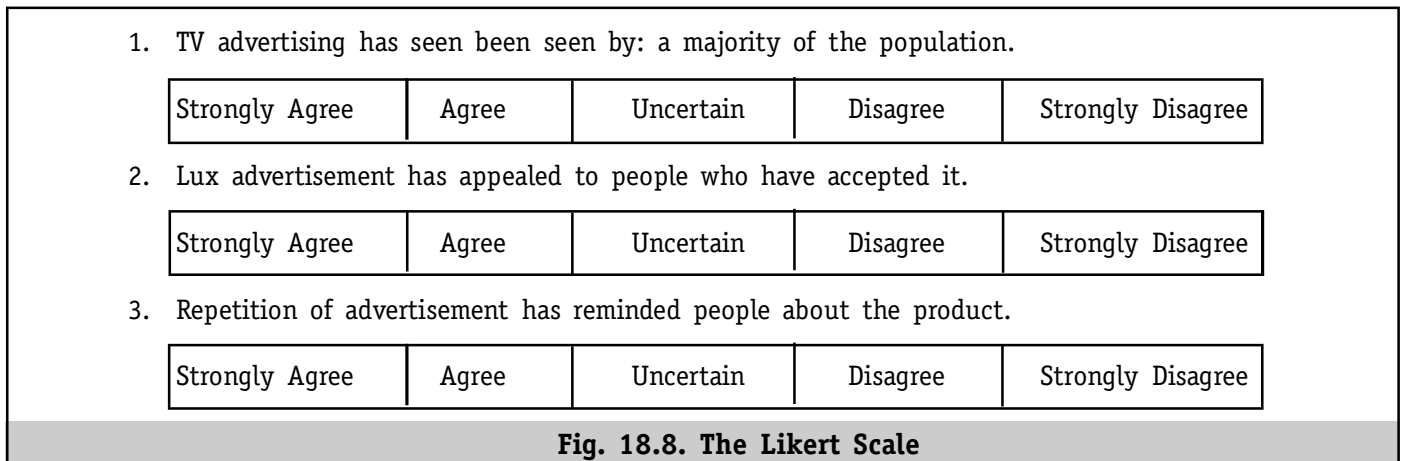 1. TV advertising has seen been seen by: a majority of the population.
Strongly Agree Agree Uncertain Disagree Strongly Disagree
2. Lux advertisement has appealed to people who have accepted it.
Strongly Agree Agree Uncertain Disagree Strongly Disagree
3. Repetition of advertisement has reminded people about the product.
Strongly Agree Agree Uncertain Disagree Strongly Disagree
Fig. 18.8. The Likert Scale